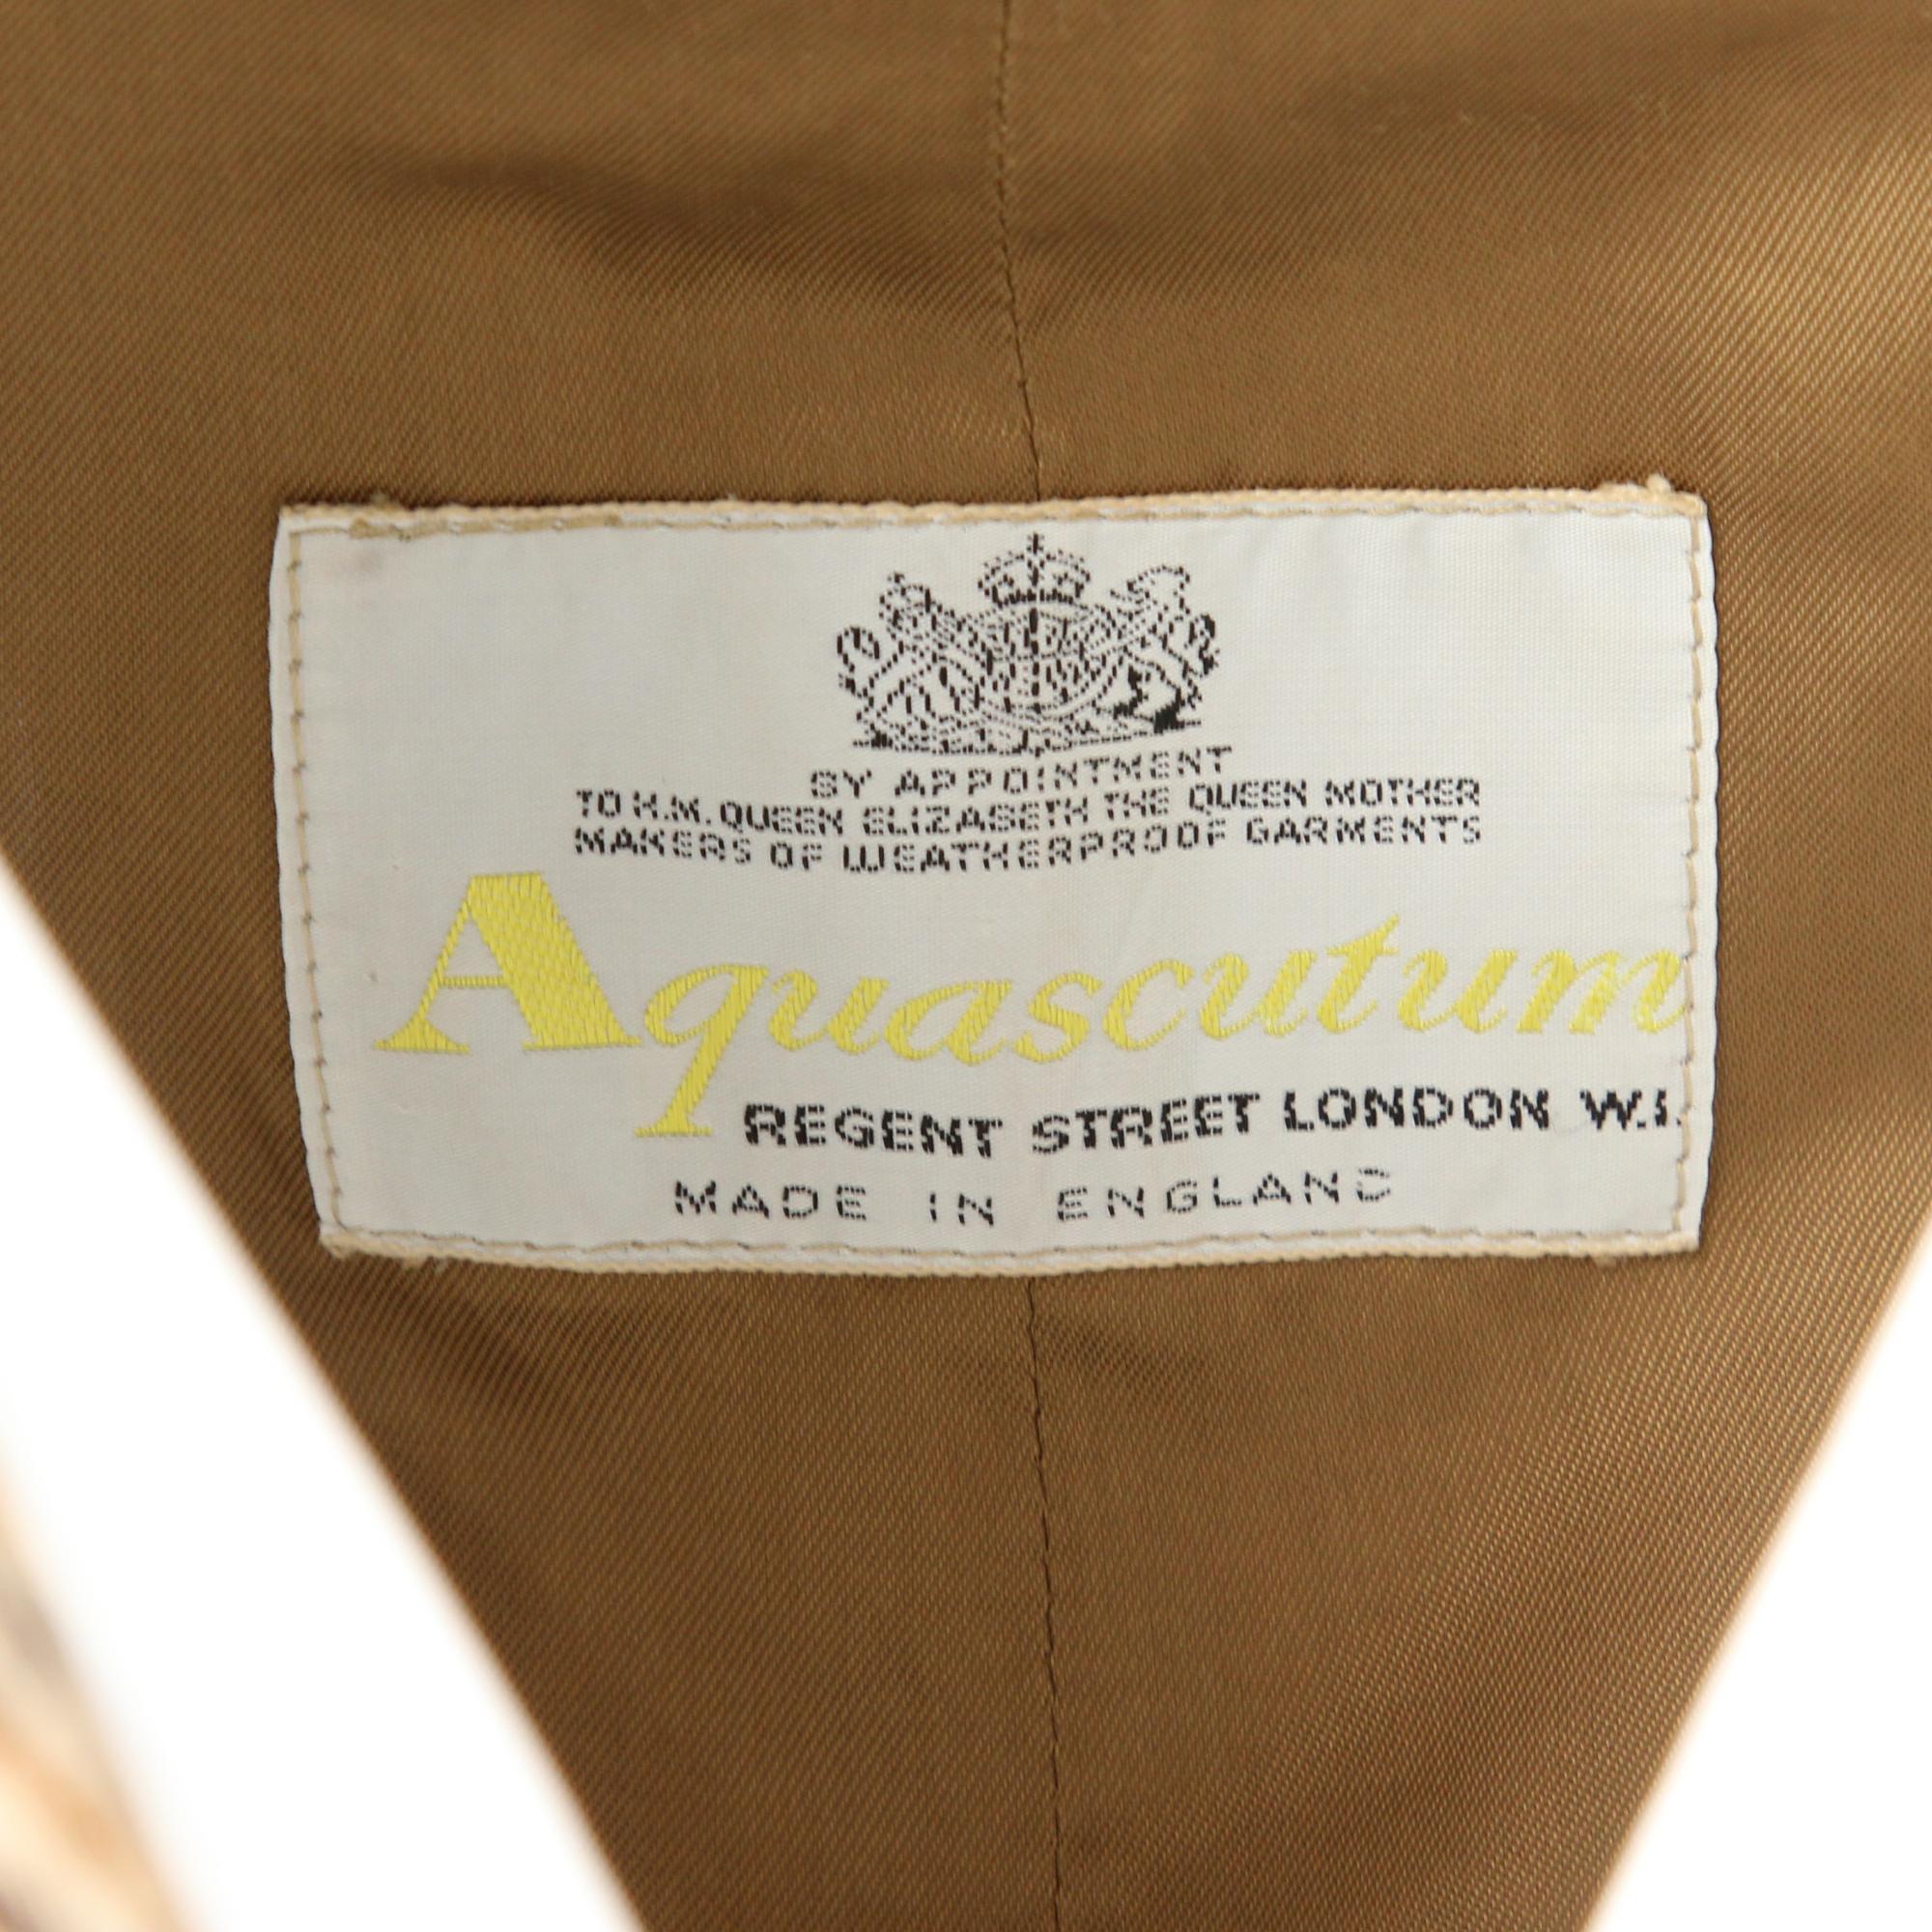 BY APPOINTMENT
TO H.M. QUEEN ELIZABETH THE QUEEN MOTHER
MAKERS OF WEATHERPROOF GARMENTS
Aquascutum
REGENT STREET LONDON W.1.
MADE IN ENGLAND